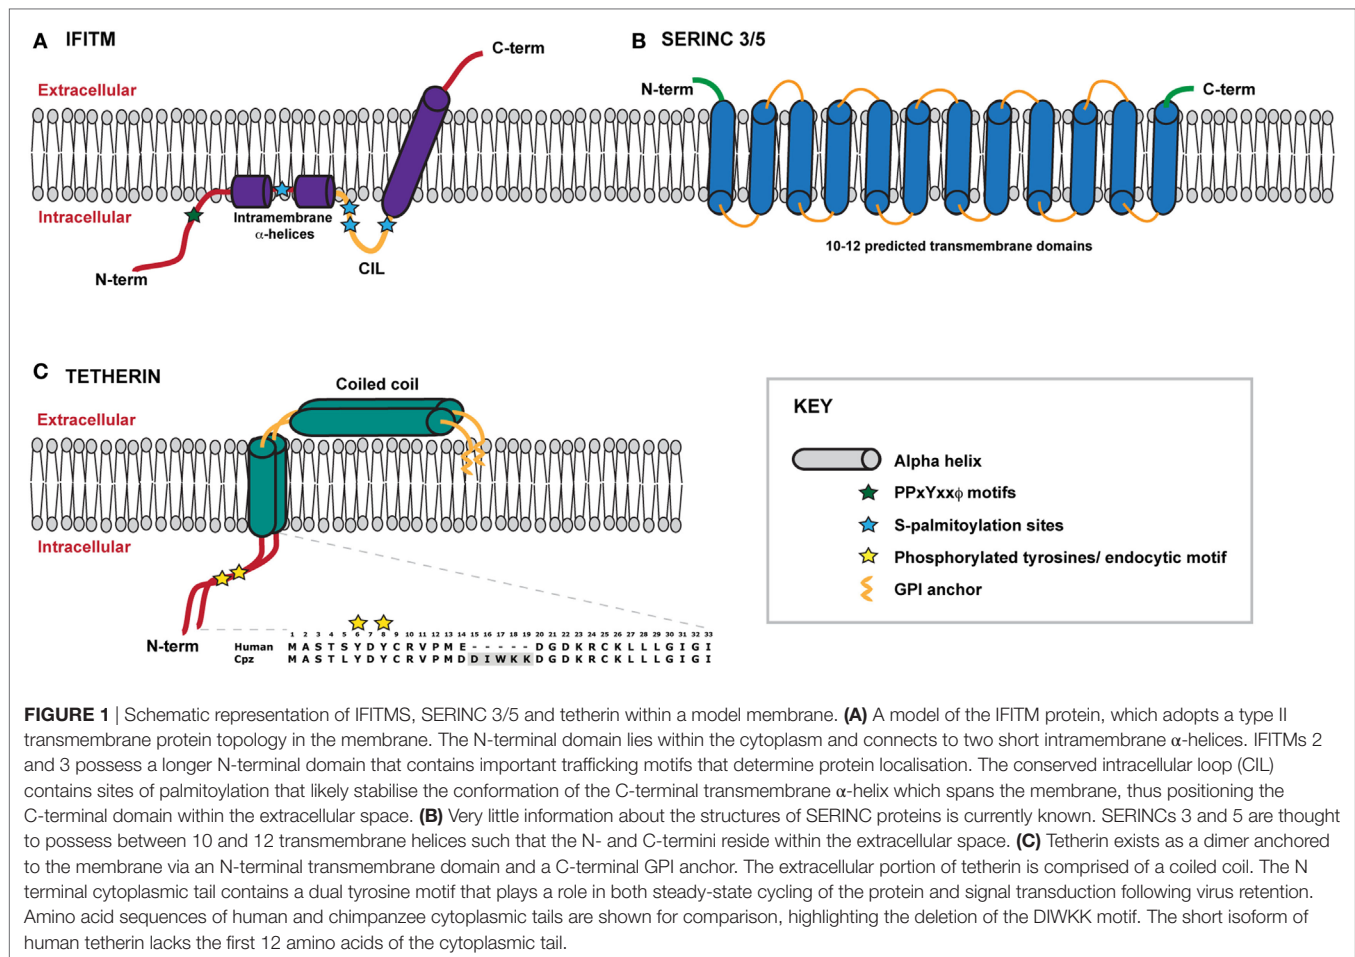 A IFITM
C-term
Extracellular
Intracellular
Intramembrane
α-helices
CIL
N-term
B SERINC 3/5
N-term
C-term
10-12 predicted transmembrane domains
C TETHERIN
Coiled coil
Extracellular
Intracellular
N-term
1 2 3 4 5 6 7 8 9 10 11 12 13 14 15 16 17 18 19 20 21 22 23 24 25 26 27 28 29 30 31 32 33
Human M A S T S Y D Y C R V P M E - - - - - D G D K R C K L L L G I G I
Cpz M A S T L Y D Y C R V P M D D I W K K D G D K R C K L L L G I G I
KEY
Alpha helix
PPxYxxϕ motifs
S-palmitoylation sites
Phosphorylated tyrosines/ endocytic motif
GPI anchor
FIGURE 1 | Schematic representation of IFITMS, SERINC 3/5 and tetherin within a model membrane. (A) A model of the IFITM protein, which adopts a type II
transmembrane protein topology in the membrane. The N-terminal domain lies within the cytoplasm and connects to two short intramembrane α-helices. IFITMs 2
and 3 possess a longer N-terminal domain that contains important trafficking motifs that determine protein localisation. The conserved intracellular loop (CIL)
contains sites of palmitoylation that likely stabilise the conformation of the C-terminal transmembrane α-helix which spans the membrane, thus positioning the
C-terminal domain within the extracellular space. (B) Very little information about the structures of SERINC proteins is currently known. SERINCs 3 and 5 are thought
to possess between 10 and 12 transmembrane helices such that the N- and C-termini reside within the extracellular space. (C) Tetherin exists as a dimer anchored
to the membrane via an N-terminal transmembrane domain and a C-terminal GPI anchor. The extracellular portion of tetherin is comprised of a coiled coil. The N
terminal cytoplasmic tail contains a dual tyrosine motif that plays a role in both steady-state cycling of the protein and signal transduction following virus retention.
Amino acid sequences of human and chimpanzee cytoplasmic tails are shown for comparison, highlighting the deletion of the DIWKK motif. The short isoform of
human tetherin lacks the first 12 amino acids of the cytoplasmic tail.